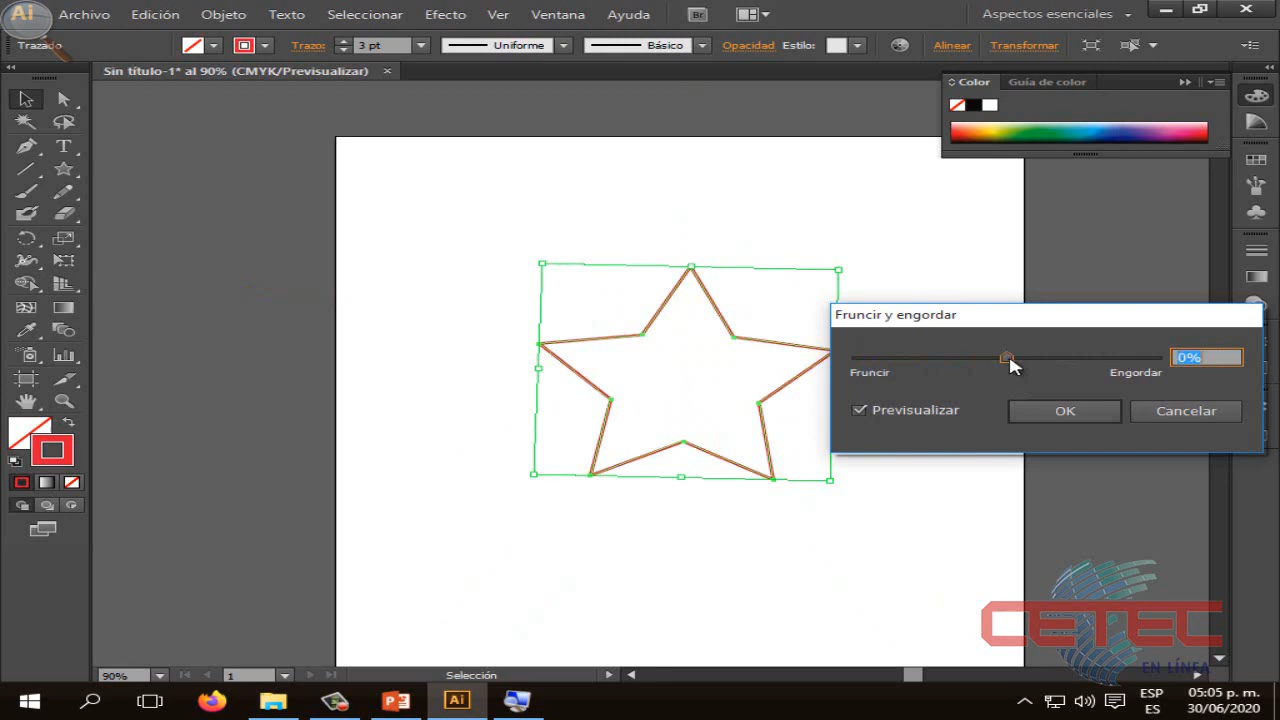 Ai Archivo Edición Objeto Texto Seleccionar Efecto Ver Ventana Ayuda Br Aspectos esenciales
Trazado Trazo: 3 pt Uniforme Básico Opacidad Estilo: Alinear Transformar
Sin título-1* al 90% (CMYK/Previsualizar) ×
Color Guía de color
T
Fruncir y engordar
0%
Fruncir Engordar
Previsualizar OK Cancelar
CETEC
EN LÍNEA
90% 1 Selección
Ai
ESP
ES
05:05 p. m.
30/06/2020